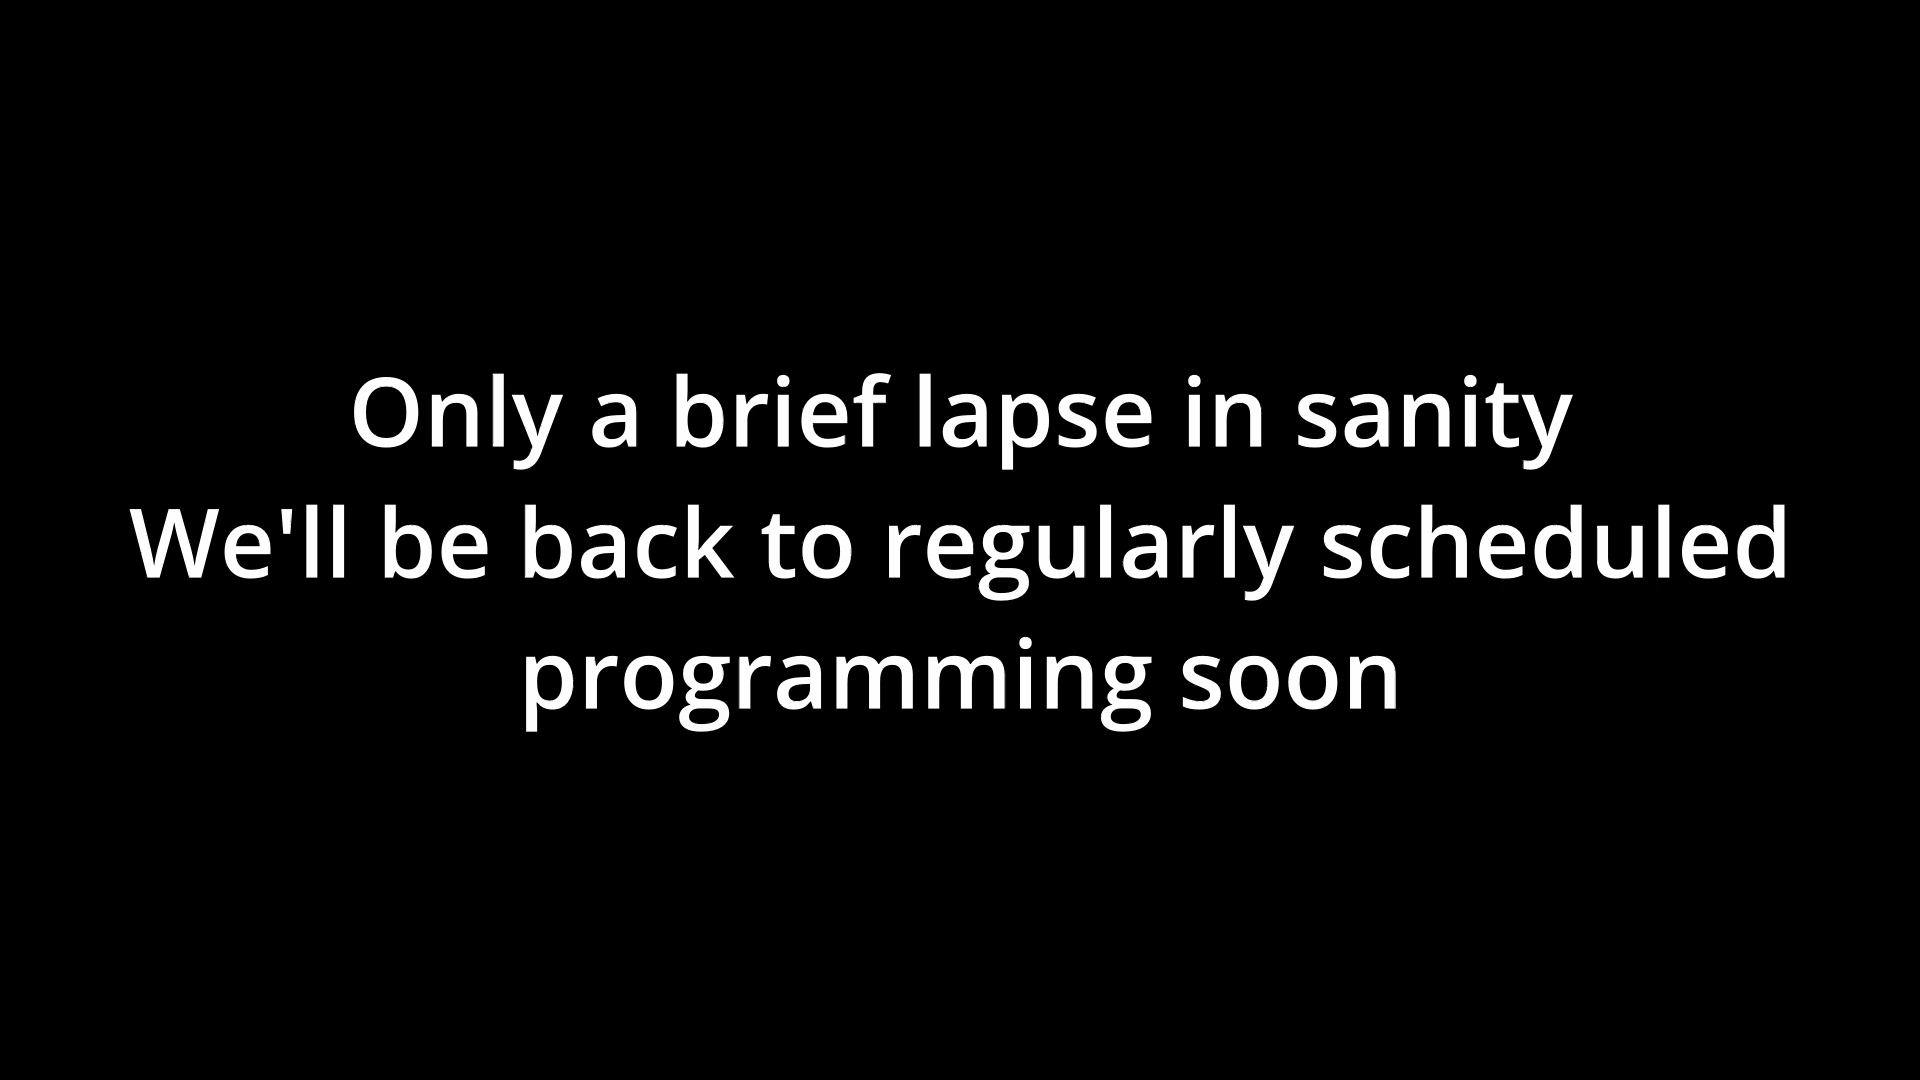 Only a brief lapse in sanity
We'll be back to regularly scheduled
programming soon